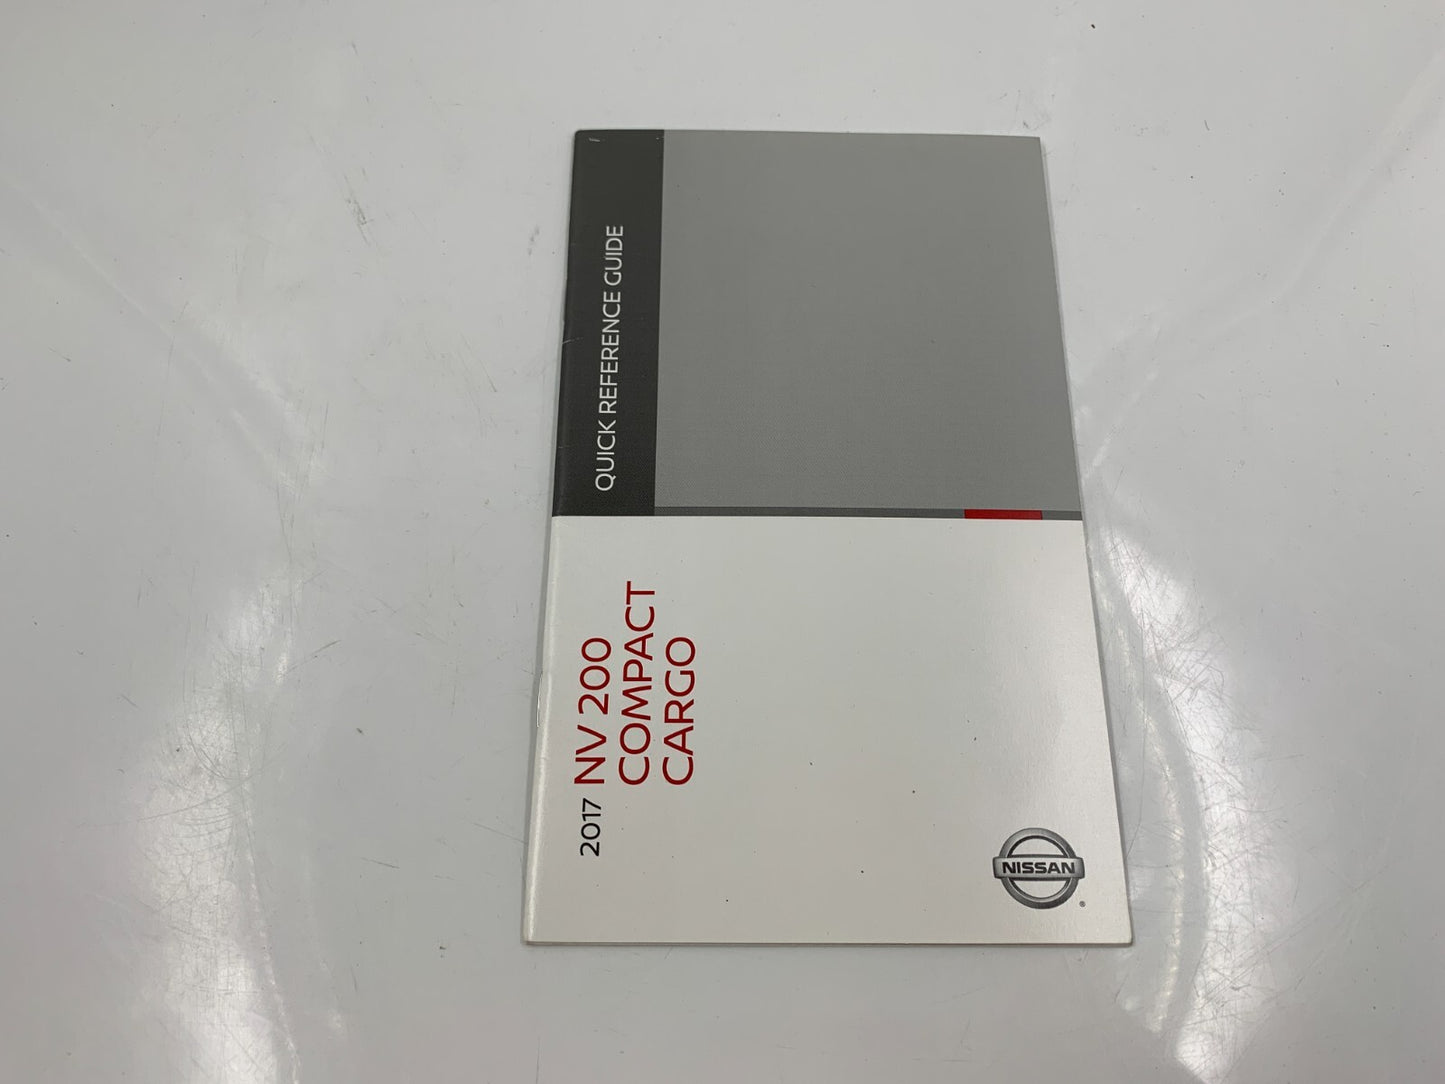 QUICK REFERENCE GUIDE
2017 NV 200
COMPACT
CARGO
NISSAN
®